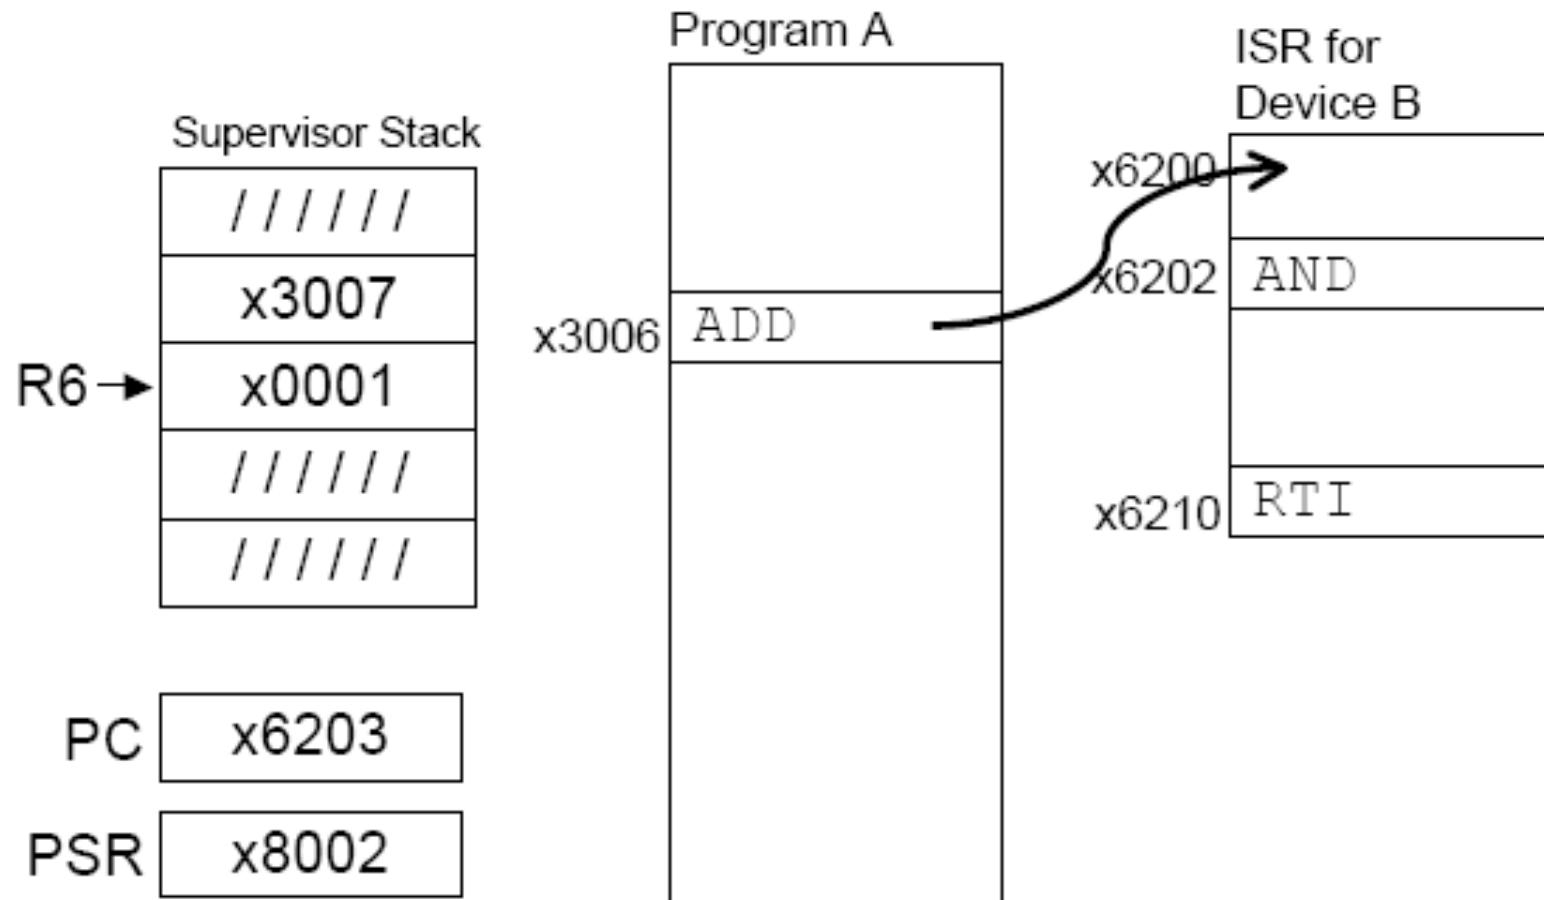 Supervisor Stack
//////
x3007
R6
x0001
//////
//////
PC
x6203
PSR
x8002
Program A
x3006
ADD
ISR for
Device B
x6200
x6202
AND
x6210
RTI